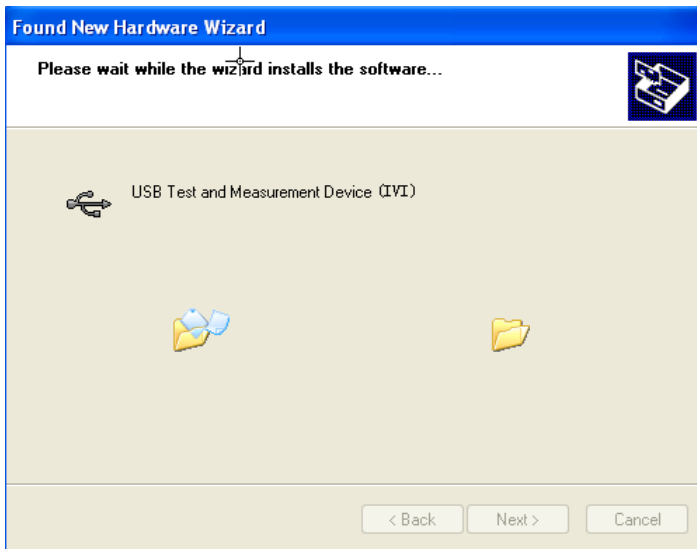 Found New Hardware Wizard
Please wait while the wizard installs the software...
USB Test and Measurement Device (IVI)
< Back
Next >
Cancel